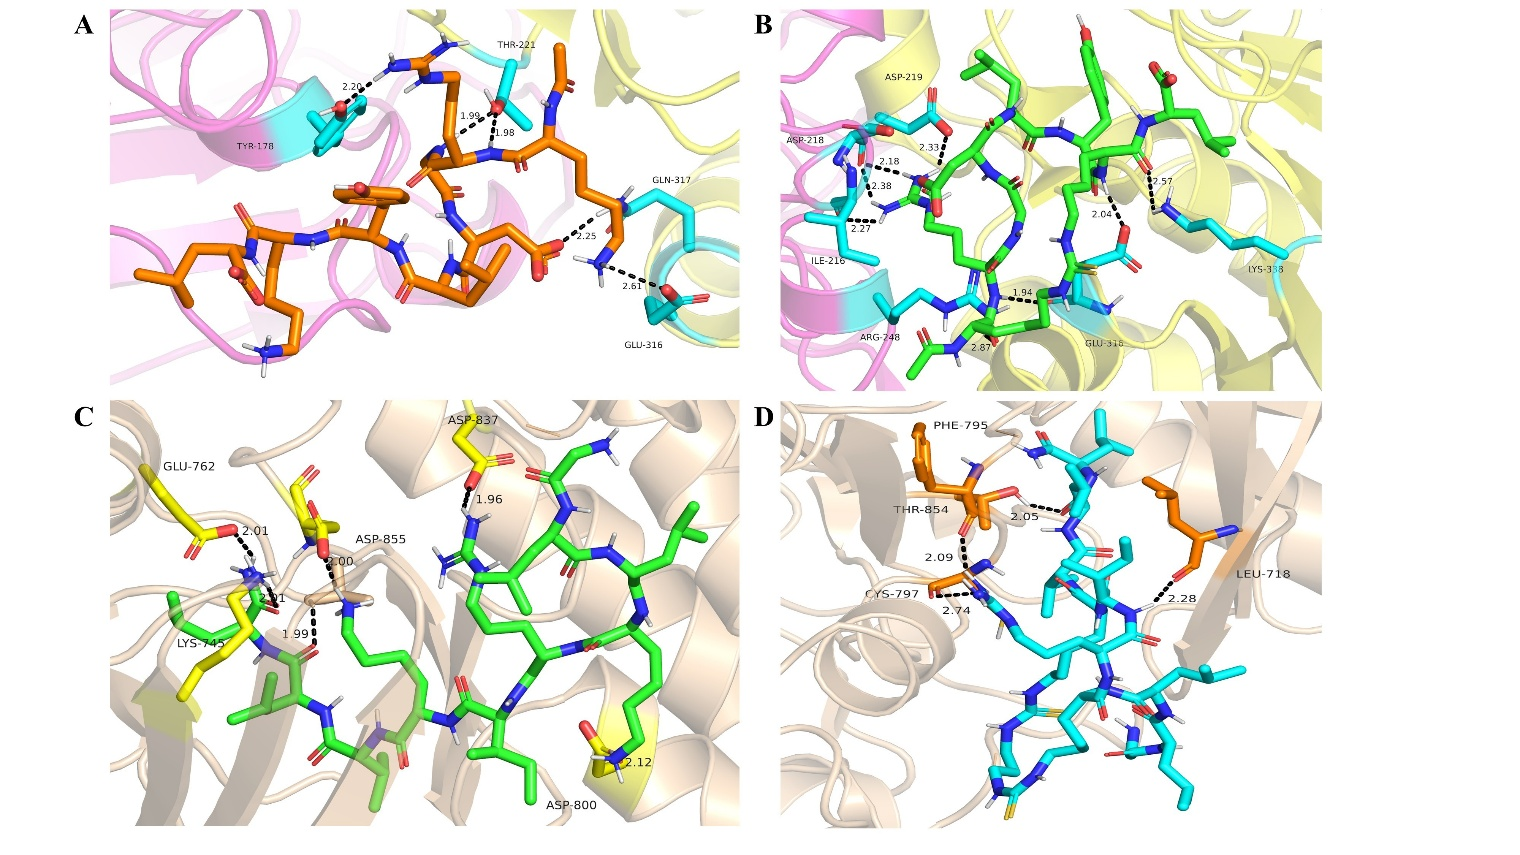 A
THR-221
2.20
1.99
1.98
TYR-178
GLN-317
2.25
2.61
GLU-316
B
ASP-219
ASP-218
2.33
2.18
2.38
2.57
2.04
2.27
ILE-216
LYS-338
1.94
ARG-248
2.87
GLU-316
C
ASP-837
GLU-762
1.96
2.01
ASP-855
2.00
2.01
1.99
LYS-745
2.12
ASP-800
D
PHE-795
THR-854
2.05
2.09
LEU-718
CYS-797
2.28
2.74